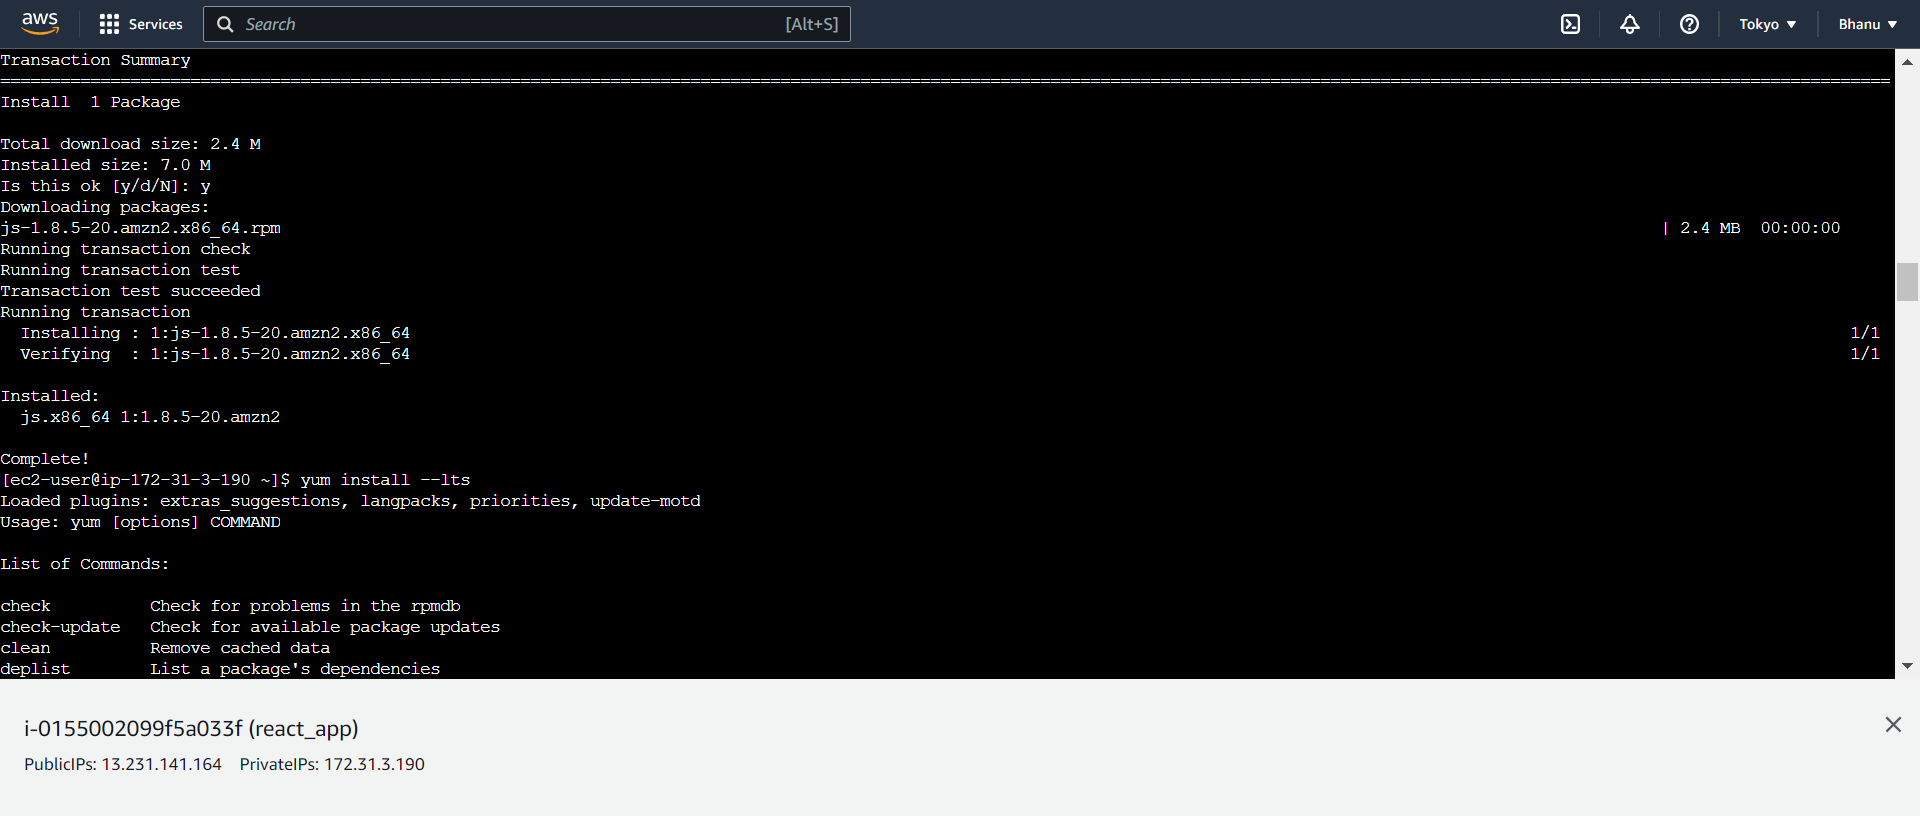 aws Services Search [Alt+S] Tokyo Bhanu
Transaction Summary
================================================================================
Install  1 Package
Total download size: 2.4 M
Installed size: 7.0 M
Is this ok [y/d/N]: y
Downloading packages:
js-1.8.5-20.amzn2.x86_64.rpm | 2.4 MB  00:00:00
Running transaction check
Running transaction test
Transaction test succeeded
Running transaction
  Installing : 1:js-1.8.5-20.amzn2.x86_64 1/1
  Verifying  : 1:js-1.8.5-20.amzn2.x86_64 1/1
Installed:
  js.x86_64 1:1.8.5-20.amzn2
Complete!
[ec2-user@ip-172-31-3-190 ~]$ yum install --lts
Loaded plugins: extras_suggestions, langpacks, priorities, update-motd
Usage: yum [options] COMMAND
List of Commands:
check          Check for problems in the rpmdb
check-update   Check for available package updates
clean          Remove cached data
deplist        List a package's dependencies
i-0155002099f5a033f (react_app)
PublicIPs: 13.231.141.164 PrivateIPs: 172.31.3.190